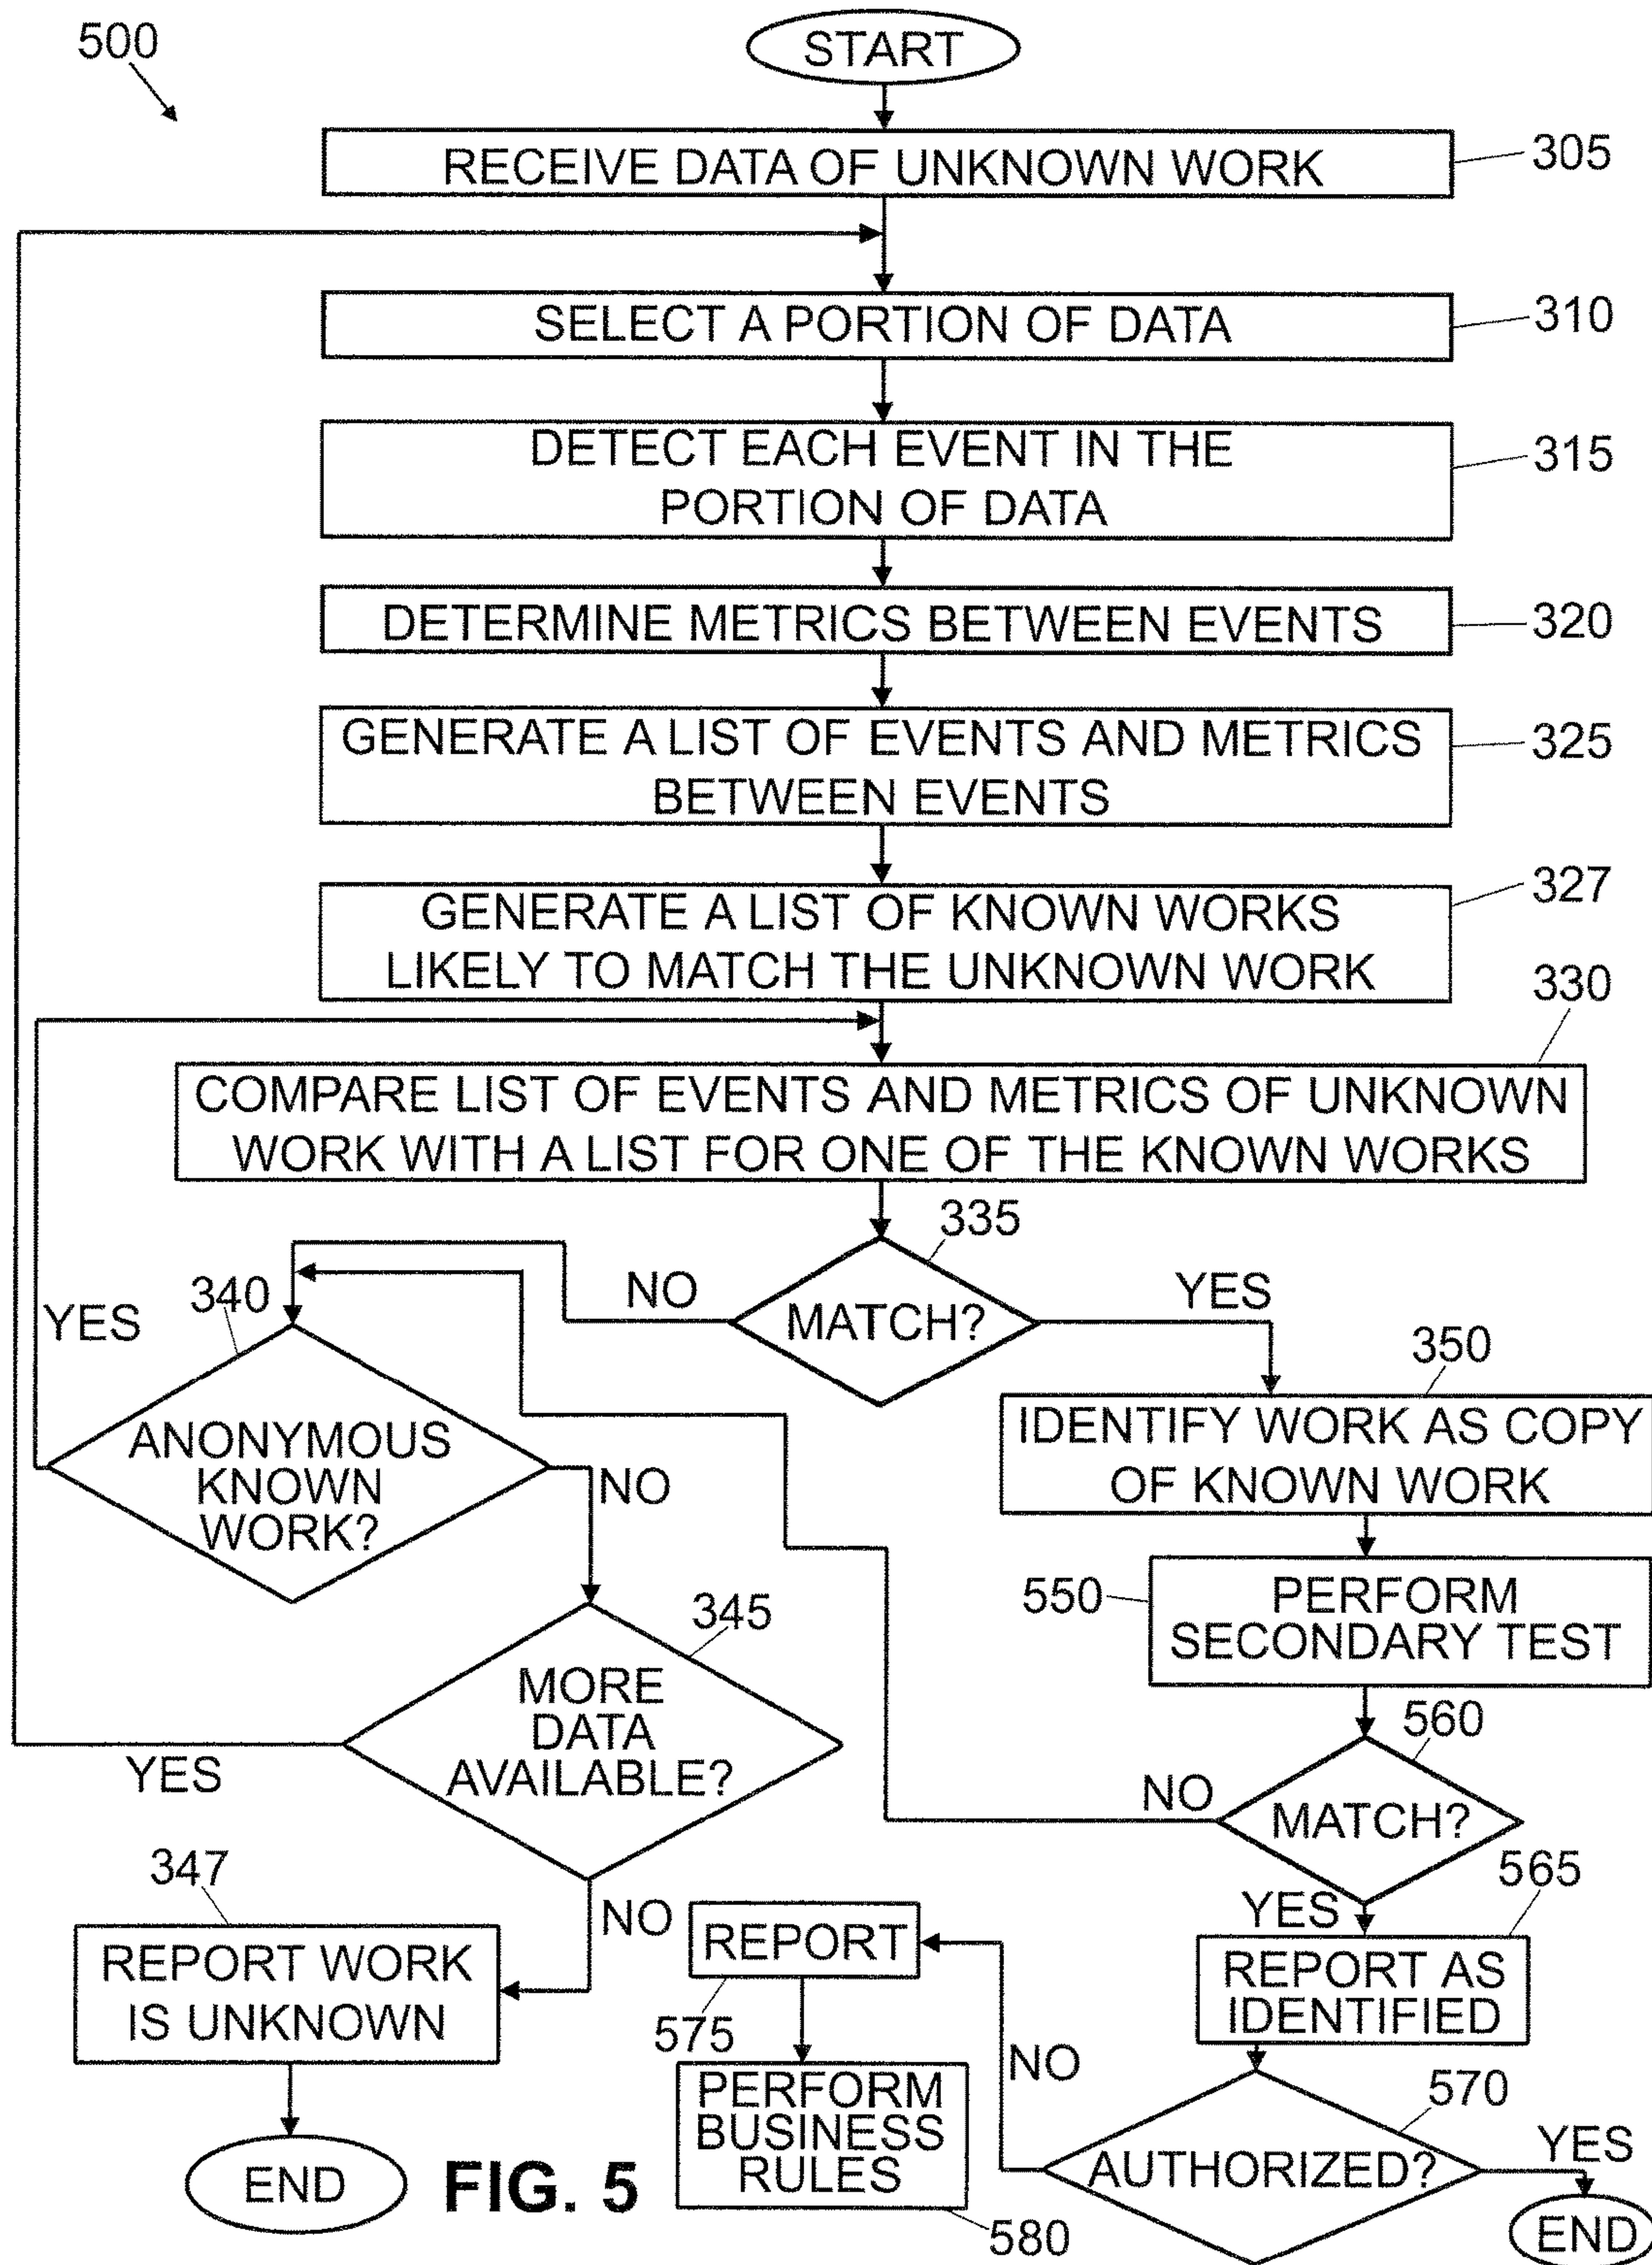 500
START
RECEIVE DATA OF UNKNOWN WORK
305
SELECT A PORTION OF DATA
310
DETECT EACH EVENT IN THE
PORTION OF DATA
315
DETERMINE METRICS BETWEEN EVENTS
320
GENERATE A LIST OF EVENTS AND METRICS
BETWEEN EVENTS
325
GENERATE A LIST OF KNOWN WORKS
LIKELY TO MATCH THE UNKNOWN WORK
327
330
COMPARE LIST OF EVENTS AND METRICS OF UNKNOWN
WORK WITH A LIST FOR ONE OF THE KNOWN WORKS
335
MATCH?
NO
YES
340
YES
ANONYMOUS
KNOWN
WORK?
NO
350
IDENTIFY WORK AS COPY
OF KNOWN WORK
550
PERFORM
SECONDARY TEST
345
MORE
DATA
AVAILABLE?
YES
NO
560
MATCH?
NO
YES
565
REPORT AS
IDENTIFIED
347
REPORT WORK
IS UNKNOWN
END
REPORT
575
PERFORM
BUSINESS
RULES
580
NO
570
AUTHORIZED?
YES
END
FIG. 5